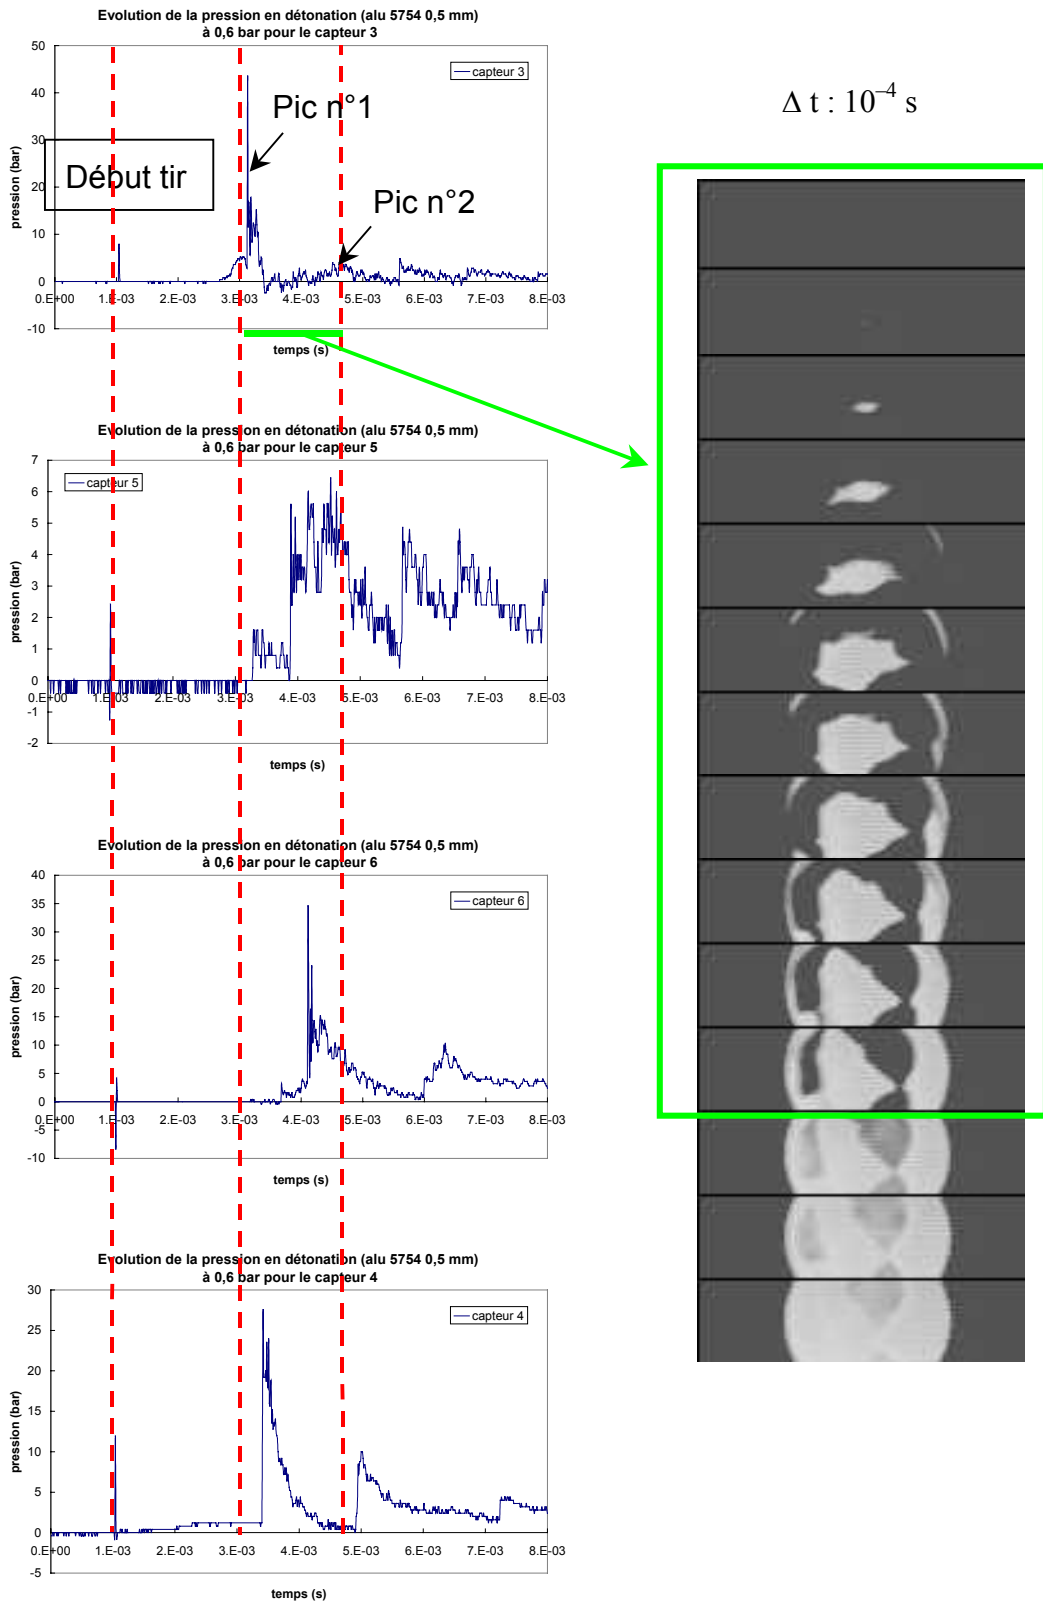 Evolution de la pression en détonation (alu 5754 0,5 mm)
à 0,6 bar pour le capteur 3
50
40
30
20
10
0
-10
pression (bar)
capteur 3
Pic n°1
Début tir
Pic n°2
0.E+00 1.E-03 2.E-03 3.E-03 4.E-03 5.E-03 6.E-03 7.E-03 8.E-03
temps (s)
Δ t : 10⁻⁴ s
Evolution de la pression en détonation (alu 5754 0,5 mm)
à 0,6 bar pour le capteur 5
7
6
5
4
3
2
1
0
-1
-2
pression (bar)
capteur 5
0.E+00 1.E-03 2.E-03 3.E-03 4.E-03 5.E-03 6.E-03 7.E-03 8.E-03
temps (s)
Evolution de la pression en détonation (alu 5754 0,5 mm)
à 0,6 bar pour le capteur 6
40
35
30
25
20
15
10
5
0
-5
-10
pression (bar)
capteur 6
0.E+00 1.E-03 2.E-03 3.E-03 4.E-03 5.E-03 6.E-03 7.E-03 8.E-03
temps (s)
Evolution de la pression en détonation (alu 5754 0,5 mm)
à 0,6 bar pour le capteur 4
30
25
20
15
10
5
0
-5
pression (bar)
capteur 4
0.E+00 1.E-03 2.E-03 3.E-03 4.E-03 5.E-03 6.E-03 7.E-03 8.E-03
temps (s)